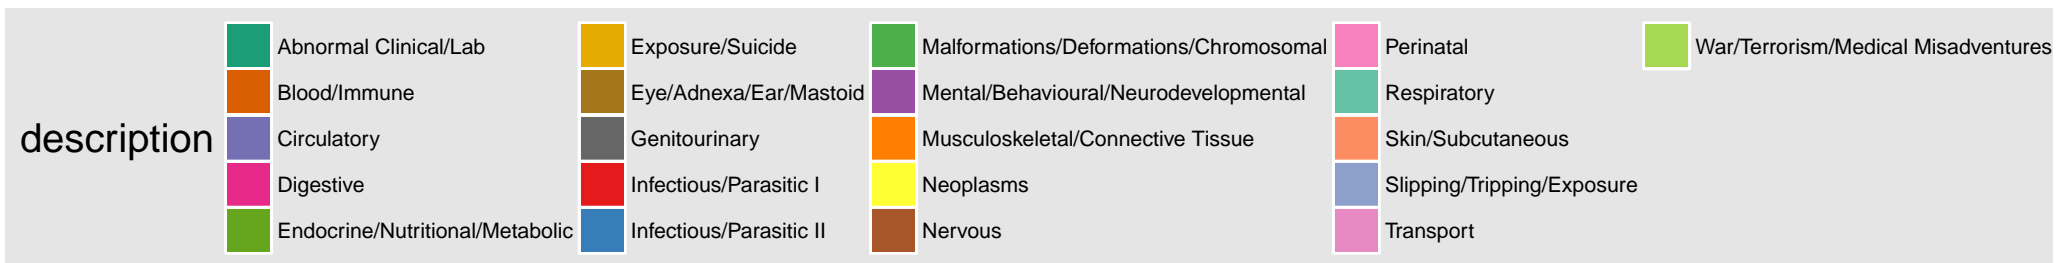 description
Abnormal Clinical/Lab
Blood/Immune
Circulatory
Digestive
Endocrine/Nutritional/Metabolic
Exposure/Suicide
Eye/Adnexa/Ear/Mastoid
Genitourinary
Infectious/Parasitic I
Infectious/Parasitic II
Malformations/Deformations/Chromosomal
Mental/Behavioural/Neurodevelopmental
Musculoskeletal/Connective Tissue
Neoplasms
Nervous
Perinatal
Respiratory
Skin/Subcutaneous
Slipping/Tripping/Exposure
Transport
War/Terrorism/Medical Misadventures